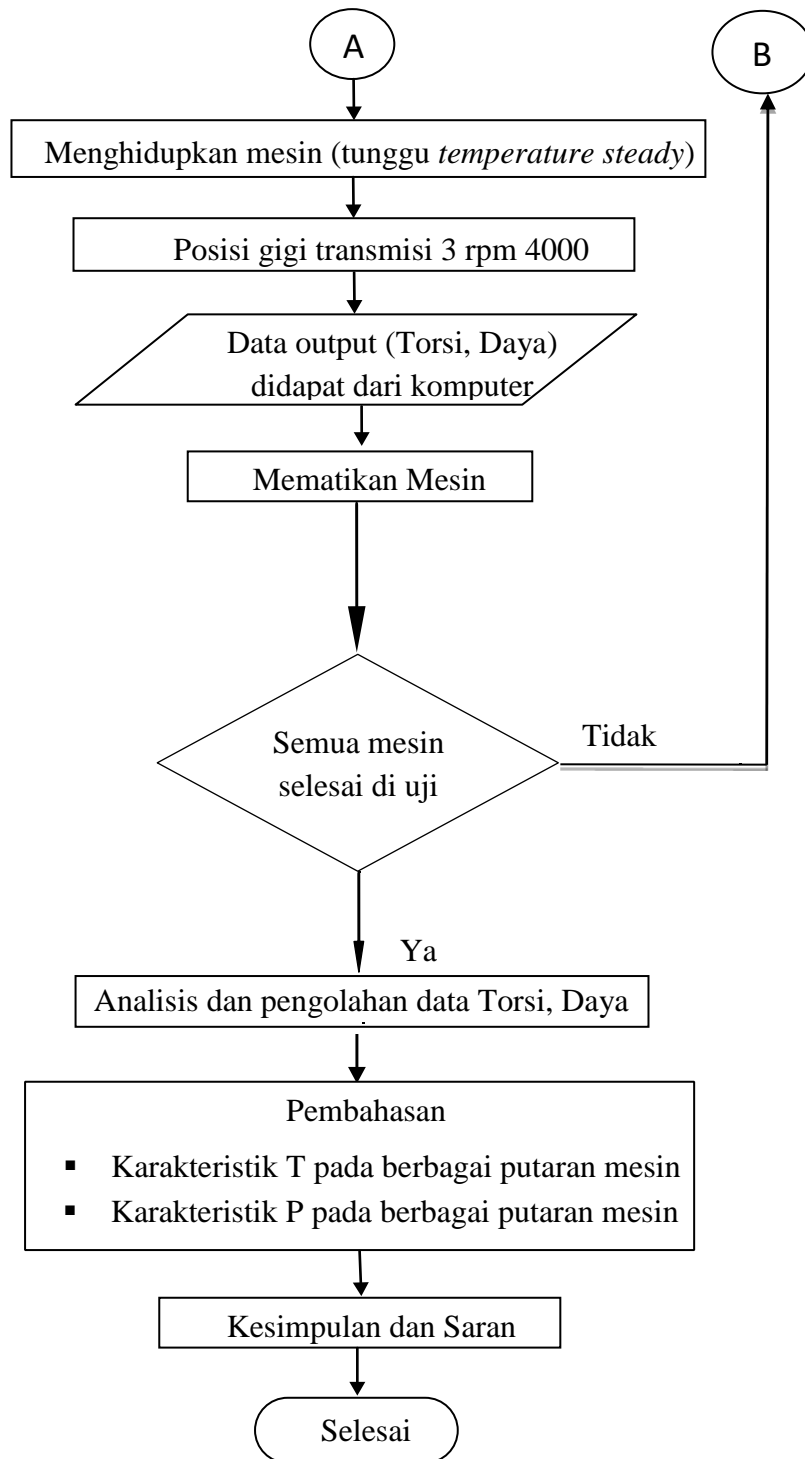 A
B
Menghidupkan mesin (tunggu temperature steady)
Posisi gigi transmisi 3 rpm 4000
Data output (Torsi, Daya)
didapat dari komputer
Mematikan Mesin
Semua mesin
selesai di uji
Tidak
Ya
Analisis dan pengolahan data Torsi, Daya
Pembahasan
▪ Karakteristik T pada berbagai putaran mesin
▪ Karakteristik P pada berbagai putaran mesin
Kesimpulan dan Saran
Selesai